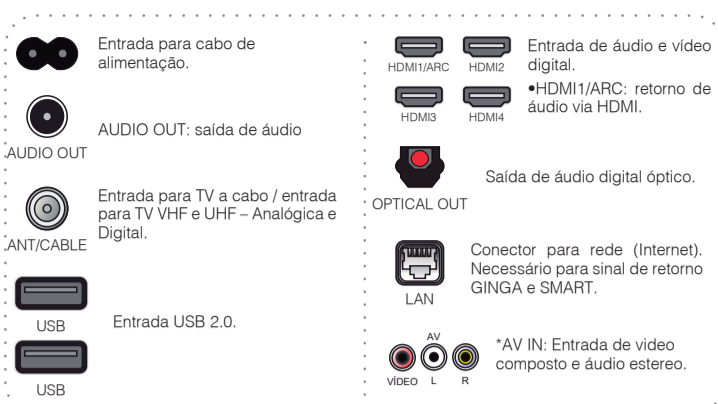 Entrada para cabo de
alimentação.
AUDIO OUT: saída de áudio
AUDIO OUT
Entrada para TV a cabo / entrada
para TV VHF e UHF – Analógica e
Digital.
ANT/CABLE
USB
Entrada USB 2.0.
USB
HDMI1/ARC HDMI2
Entrada de áudio e vídeo
digital.
•HDMI1/ARC: retorno de
áudio via HDMI.
HDMI3 HDMI4
Saída de áudio digital óptico.
OPTICAL OUT
Conector para rede (Internet).
Necessário para sinal de retorno
GINGA e SMART.
LAN
AV
*AV IN: Entrada de video
composto e áudio estereo.
VÍDEO L R